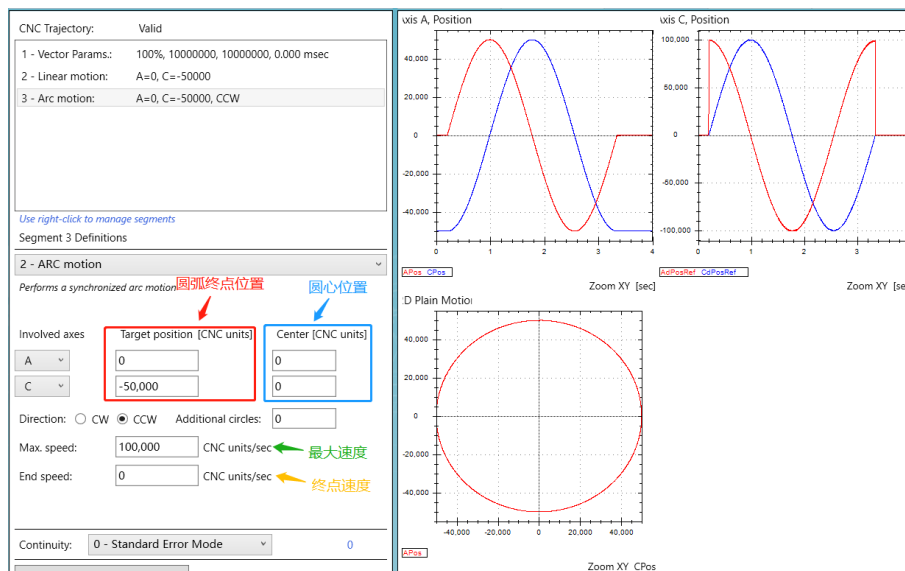 CNC Trajectory: Valid
1 - Vector Params.: 100%, 10000000, 10000000, 0.000 msec
2 - Linear motion: A=0, C=-50000
3 - Arc motion: A=0, C=-50000, CCW
Use right-click to manage segments
Segment 3 Definitions
2 - ARC motion
Performs a synchronized arc motion
圆弧终点位置
圆心位置
Involved axes Target position [CNC units] Center [CNC units]
A 0 0
C -50,000 0
Direction: CW CCW Additional circles: 0
Max. speed: 100,000 CNC units/sec 最大速度
End speed: 0 CNC units/sec 终点速度
Continuity: 0 - Standard Error Mode 0
xis A, Position
40,000
20,000
0
-20,000
-40,000
0 1 2 3 4
APos CPos
Zoom XY [sec]
xis C, Position
100,000
50,000
0
-50,000
-100,000
0 1 2 3
AdPosRef CdPosRef
Zoom XY [se
D Plain Motion
40,000
20,000
0
-20,000
-40,000
-40,000 -20,000 0 20,000 40,000
APos
Zoom XY CPos